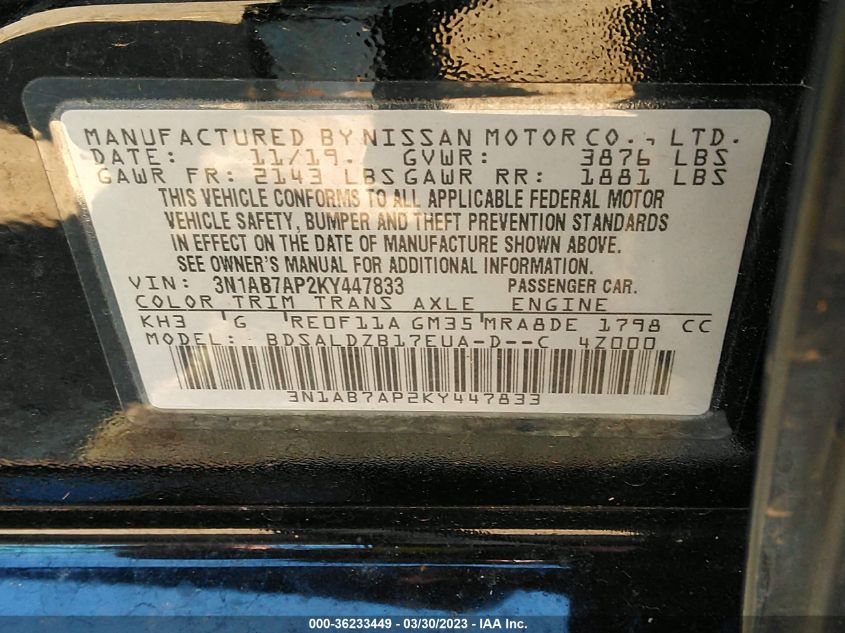 MANUFACTURED BY NISSAN MOTOR CO., LTD.
DATE: 11/19. GVWR: 3876 LBS
GAWR FR: 2143 LBS GAWR RR: 1881 LBS
THIS VEHICLE CONFORMS TO ALL APPLICABLE FEDERAL MOTOR
VEHICLE SAFETY, BUMPER AND THEFT PREVENTION STANDARDS
IN EFFECT ON THE DATE OF MANUFACTURE SHOWN ABOVE.
SEE OWNER'S MANUAL FOR ADDITIONAL INFORMATION.
VIN: 3N1AB7AP2KY447833 PASSENGER CAR.
COLOR TRIM TRANS AXLE ENGINE
KH3 G RE0F11A GM35 MRA8DE 1798 CC
MODEL: BDSALDZB17EUA-D--C 4Z000
3N1AB7AP2KY447833
000-36233449 - 03/30/2023 - IAA Inc.